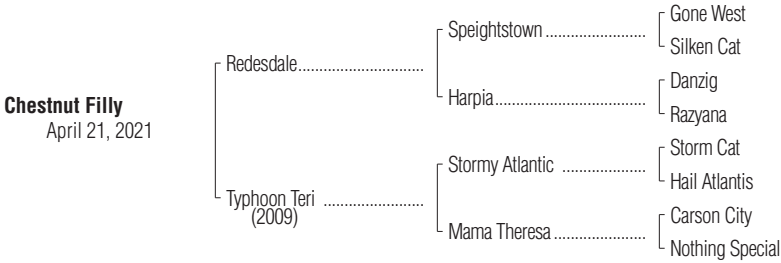 Gone West
Speightstown ........................
Silken Cat
Redesdale..............................
Danzig
Harpia....................................
Razyana
Chestnut Filly
April 21, 2021
Storm Cat
Stormy Atlantic ....................
Hail Atlantis
Typhoon Teri ........................
(2009)
Carson City
Mama Theresa ......................
Nothing Special